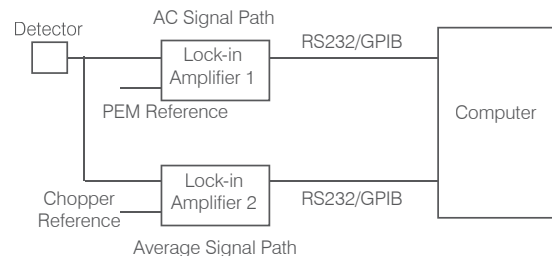 AC Signal Path
Detector
Lock-in
Amplifier 1
RS232/GPIB
PEM Reference
Computer
Lock-in
Amplifier 2
Chopper
Reference
RS232/GPIB
Average Signal Path